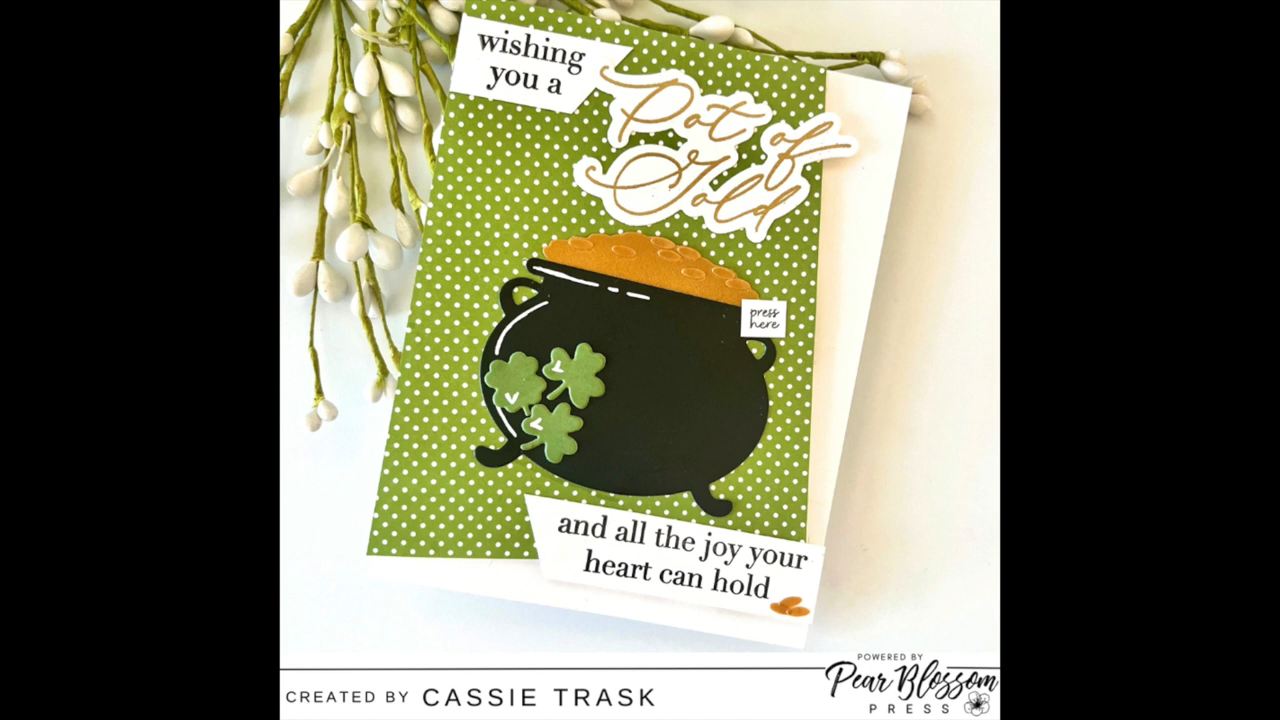 wishing
you a
Pot of
Gold
press
here
and all the joy your
heart can hold
POWERED BY
Pear Blossom
PRESS
CREATED BY CASSIE TRASK